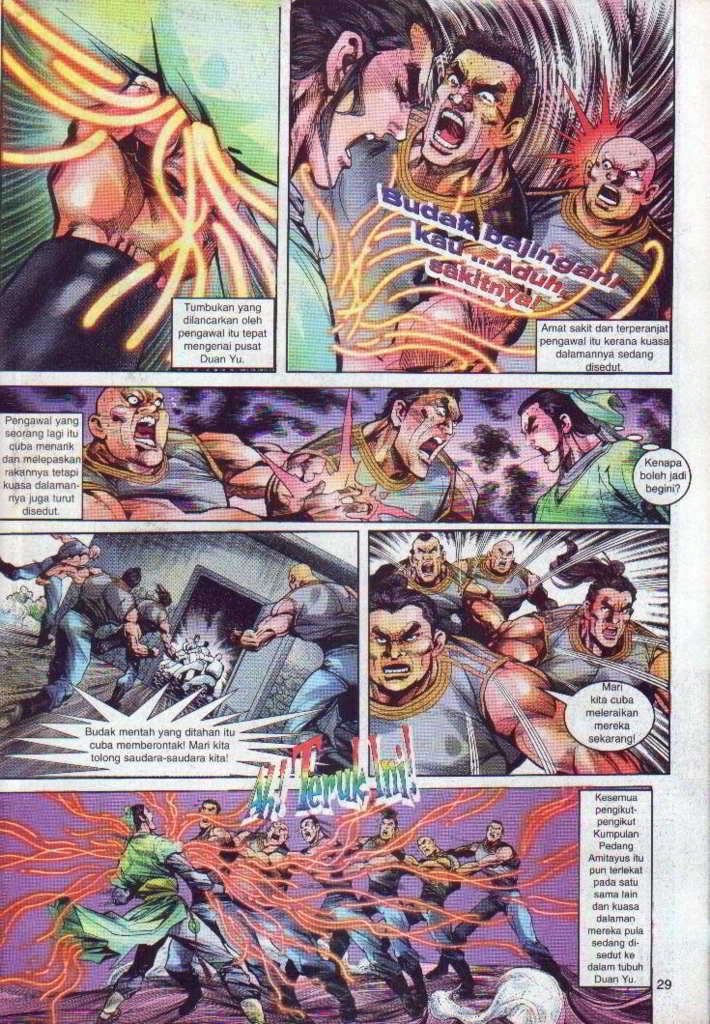 Tumbukan yang
dilancarkan oleh
pengawal itu tepat
mengenai pusat
Duan Yu.
Budak bajingan!
kau ...Aduh,
sakitnya!
Amat sakit dan terperanjat
pengawal itu kerana kuasa
dalamannya sedang
disedut.
Pengawal yang
seorang lagi itu
cuba menarik
dan melepaskan
rakannya tetapi
kuasa dalaman-
nya juga turut
disedut.
Kenapa
boleh jadi
begini?
Budak mentah yang ditahan itu
cuba memberontak! Mari kita
tolong saudara-saudara kita!
Mari
kita cuba
meleraikan
mereka
sekarang!
Ah! Teruk Ini!
Kesemua
pengikut-
pengikut
Kumpulan
Pedang
Amitayus itu
pun terlekat
pada satu
sama lain
dan kuasa
dalaman
mereka pula
sedang di-
sedut ke
dalam tubuh
Duan Yu.
29